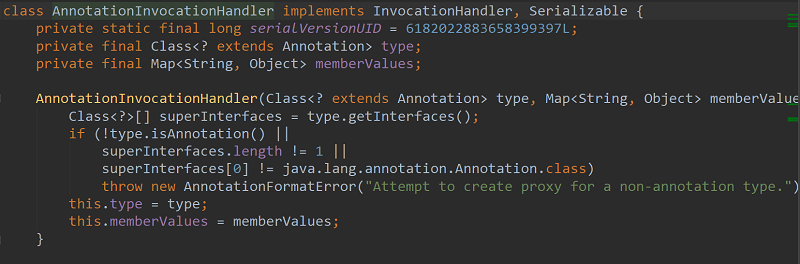 class AnnotationInvocationHandler implements InvocationHandler, Serializable {
private static final long serialVersionUID = 6182022883658399397L;
private final Class<? extends Annotation> type;
private final Map<String, Object> memberValues;
AnnotationInvocationHandler(Class<? extends Annotation> type, Map<String, Object> memberValue
Class<?>[] superInterfaces = type.getInterfaces();
if (!type.isAnnotation() ||
superInterfaces.length != 1 ||
superInterfaces[0] != java.lang.annotation.Annotation.class)
throw new AnnotationFormatError("Attempt to create proxy for a non-annotation type.")
this.type = type;
this.memberValues = memberValues;
}